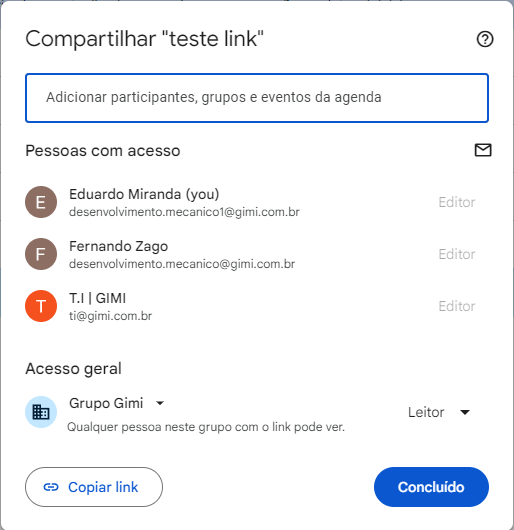 Compartilhar "teste link"
Adicionar participantes, grupos e eventos da agenda
Pessoas com acesso
E
Eduardo Miranda (you)
desenvolvimento.mecanico1@gimi.com.br
Editor
F
Fernando Zago
desenvolvimento.mecanico@gimi.com.br
Editor
T
T.I | GIMI
ti@gimi.com.br
Editor
Acesso geral
Grupo Gimi
Leitor
Qualquer pessoa neste grupo com o link pode ver.
Copiar link
Concluído